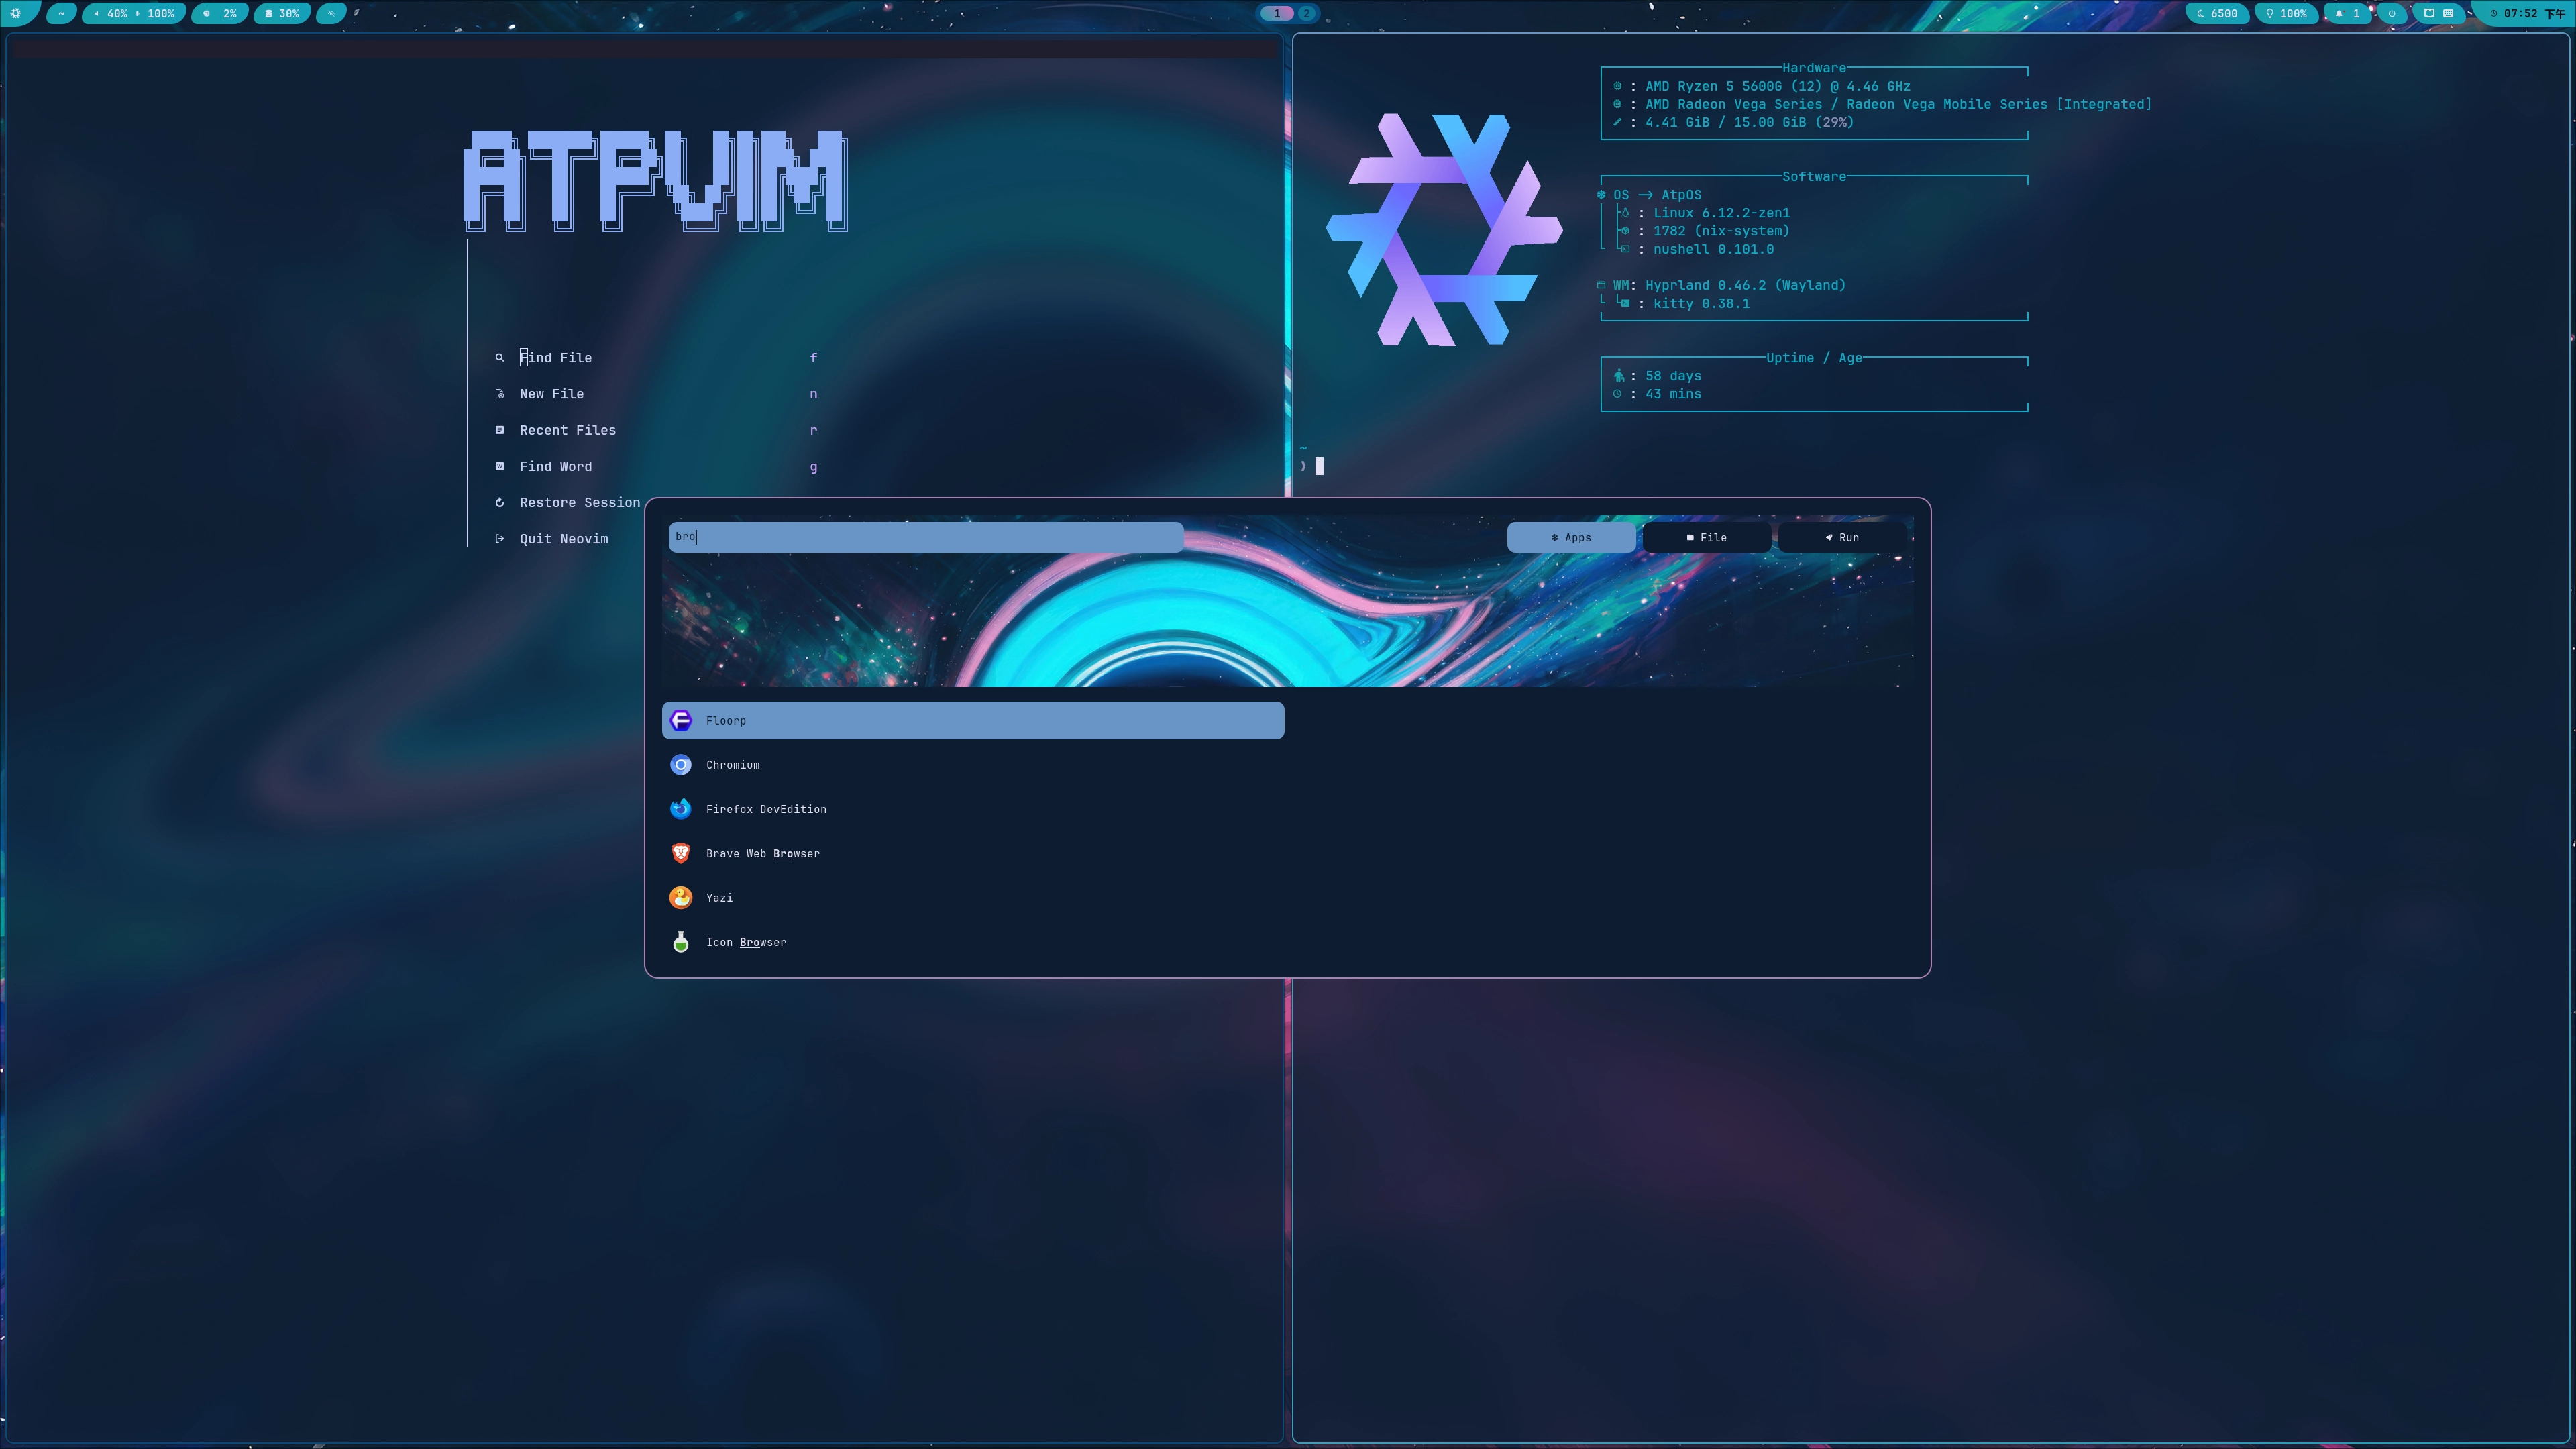 ~ 40% 100% 2% 30%
1 2
6500 100% 1 07:52 下午
ATPVIM
Find File f
New File n
Recent Files r
Find Word g
Restore Session
Quit Neovim
Hardware
: AMD Ryzen 5 5600G (12) @ 4.46 GHz
: AMD Radeon Vega Series / Radeon Vega Mobile Series [Integrated]
: 4.41 GiB / 15.00 GiB (29%)
Software
OS -> AtpOS
: Linux 6.12.2-zen1
: 1782 (nix-system)
: nushell 0.101.0
WM: Hyprland 0.46.2 (Wayland)
: kitty 0.38.1
Uptime / Age
: 58 days
: 43 mins
~
❭
bro
Apps File Run
Floorp
Chromium
Firefox DevEdition
Brave Web Browser
Yazi
Icon Browser